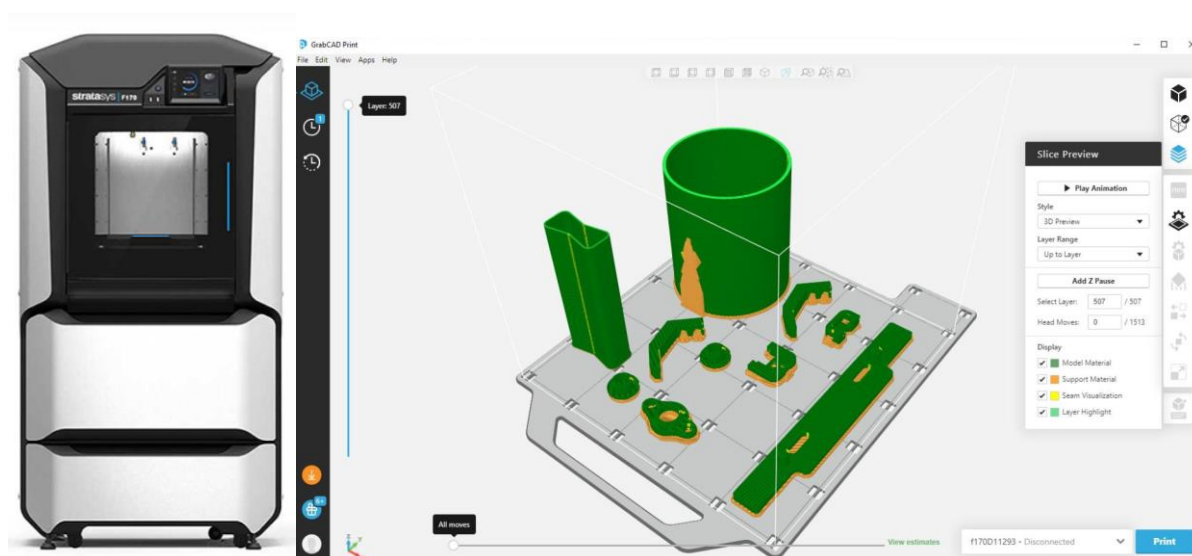 stratasys F170
GrabCAD Print
File Edit View Apps Help
Layer: 507
1
Slice Preview
Play Animation
Style
3D Preview
Layer Range
Up to Layer
Add Z Pause
Select Layer: 507 / 507
Head Moves: 0 / 1513
Display
Model Material
Support Material
Seam Visualization
Layer Highlight
All moves
View estimates
f170D11293 - Disconnected
Print